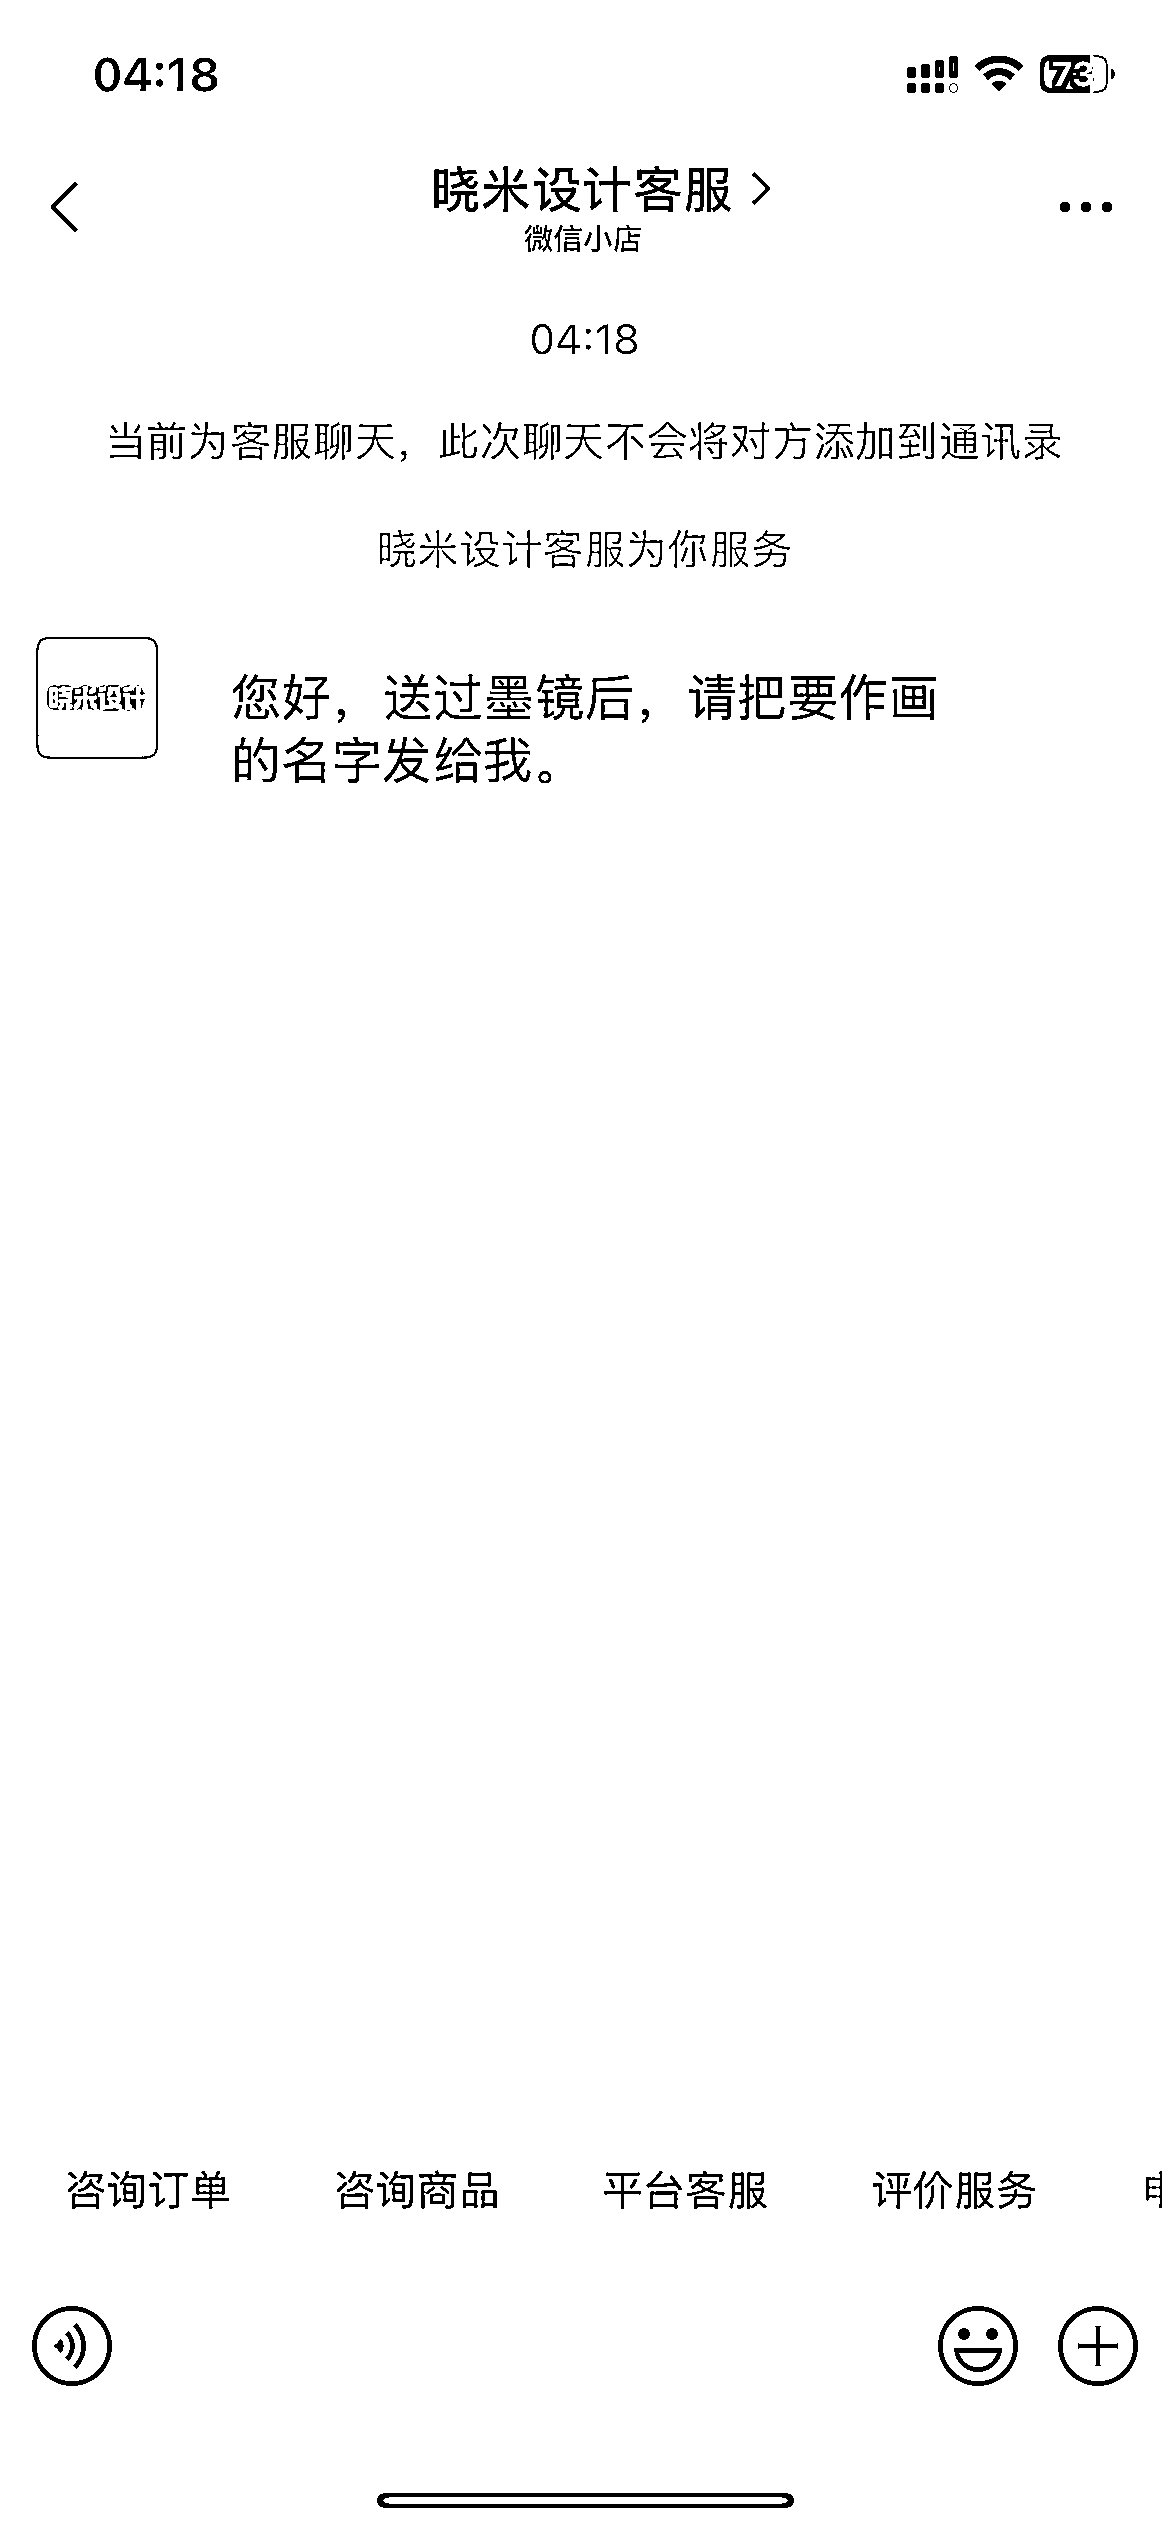 04:18
73
晓米设计客服
微信小店
04:18
当前为客服聊天，此次聊天不会将对方添加到通讯录
晓米设计客服为你服务
晓米设计
您好，送过墨镜后，请把要作画
的名字发给我。
咨询订单 咨询商品 平台客服 评价服务